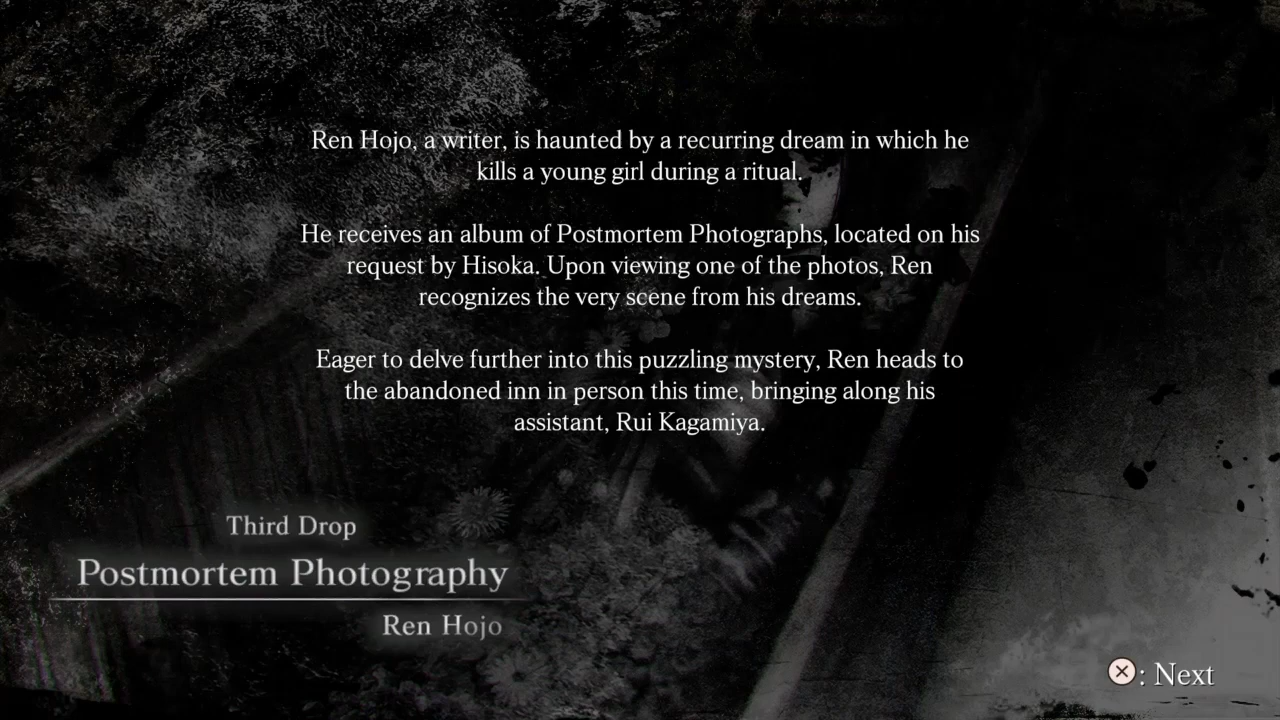 Ren Hojo, a writer, is haunted by a recurring dream in which he
kills a young girl during a ritual.
He receives an album of Postmortem Photographs, located on his
request by Hisoka. Upon viewing one of the photos, Ren
recognizes the very scene from his dreams.
Eager to delve further into this puzzling mystery, Ren heads to
the abandoned inn in person this time, bringing along his
assistant, Rui Kagamiya.
Third Drop
Postmortem Photography
Ren Hojo
ⓧ: Next